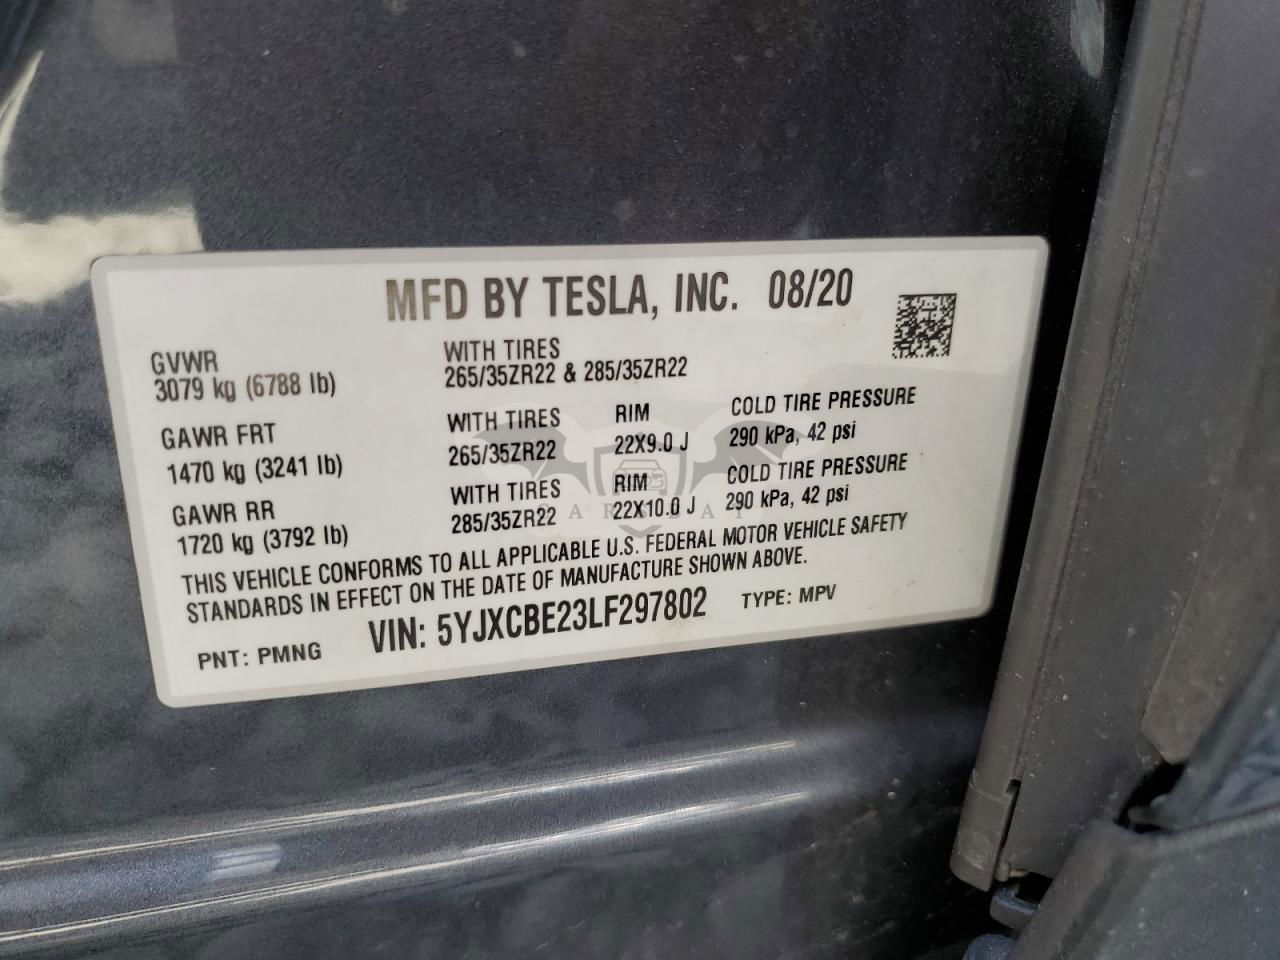 MFD BY TESLA, INC. 08/20
GVWR
3079 kg (6788 lb)
WITH TIRES
265/35ZR22 & 285/35ZR22
GAWR FRT
1470 kg (3241 lb)
WITH TIRES
265/35ZR22
RIM
22X9.0 J
COLD TIRE PRESSURE
290 kPa, 42 psi
GAWR RR
1720 kg (3792 lb)
WITH TIRES
285/35ZR22
RIM
22X10.0 J
COLD TIRE PRESSURE
290 kPa, 42 psi
THIS VEHICLE CONFORMS TO ALL APPLICABLE U.S. FEDERAL MOTOR VEHICLE SAFETY
STANDARDS IN EFFECT ON THE DATE OF MANUFACTURE SHOWN ABOVE.
PNT: PMNG VIN: 5YJXCBE23LF297802 TYPE: MPV